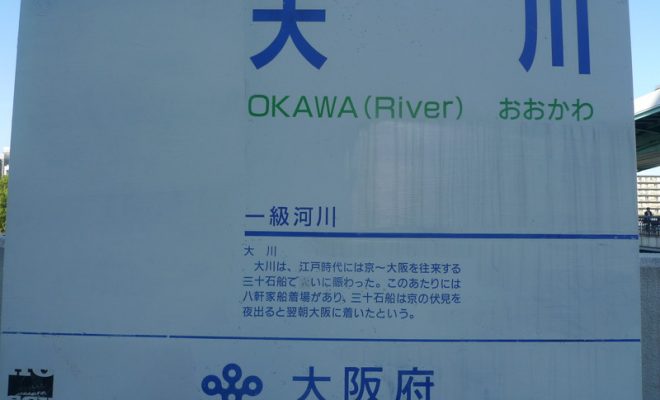 大川
OKAWA(River) おおかわ
一級河川
大 川
大川は、江戸時代には京～大阪を往来する
三十石船で いに賑わった。このあたりには
八軒家船着場があり、三十石船は京の伏見を
夜出ると翌朝大阪に着いたという。
大阪府